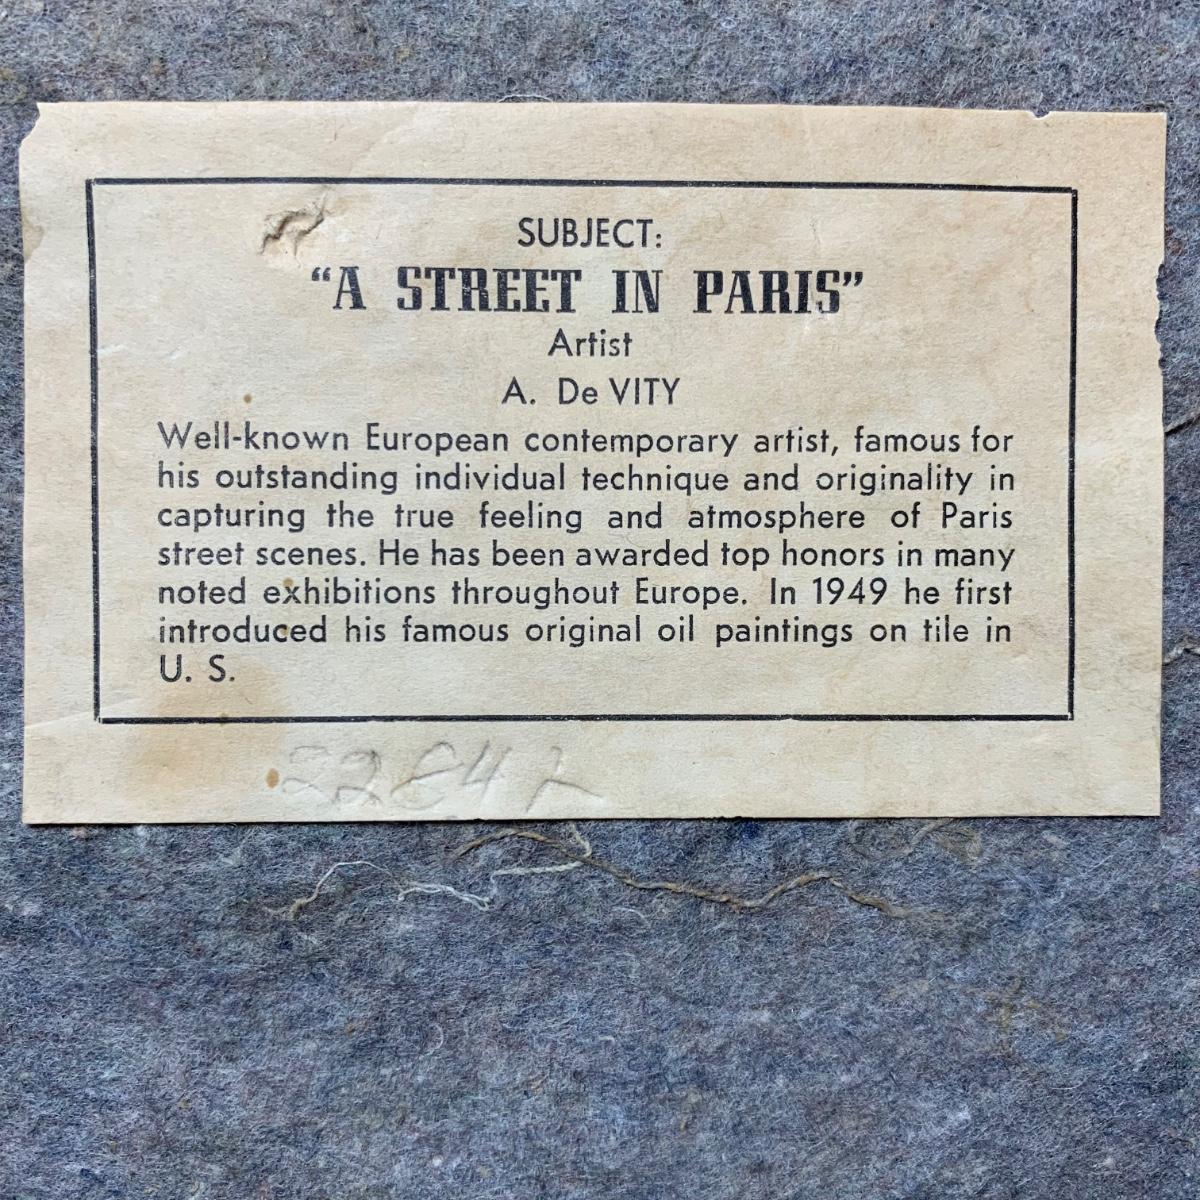 SUBJECT:
“A STREET IN PARIS”
Artist
A. De VITY
Well-known European contemporary artist, famous for
his outstanding individual technique and originality in
capturing the true feeling and atmosphere of Paris
street scenes. He has been awarded top honors in many
noted exhibitions throughout Europe. In 1949 he first
introduced his famous original oil paintings on tile in
U. S.